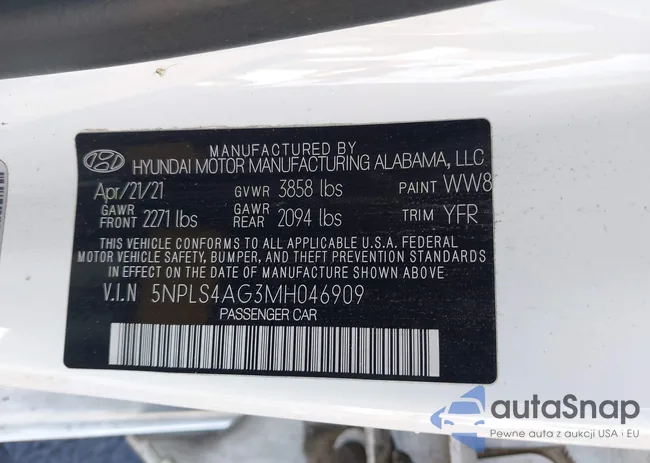 MANUFACTURED BY
HYUNDAI MOTOR MANUFACTURING ALABAMA, LLC
Apr/21/21 GVWR 3858 lbs PAINT WW8
GAWR FRONT 2271 lbs GAWR REAR 2094 lbs TRIM YFR
THIS VEHICLE CONFORMS TO ALL APPLICABLE U.S.A. FEDERAL
MOTOR VEHICLE SAFETY, BUMPER, AND THEFT PREVENTION STANDARDS
IN EFFECT ON THE DATE OF MANUFACTURE SHOWN ABOVE.
V.I.N 5NPLS4AG3MH046909
PASSENGER CAR
autoSnap
Pewne auta z aukcji USA i EU